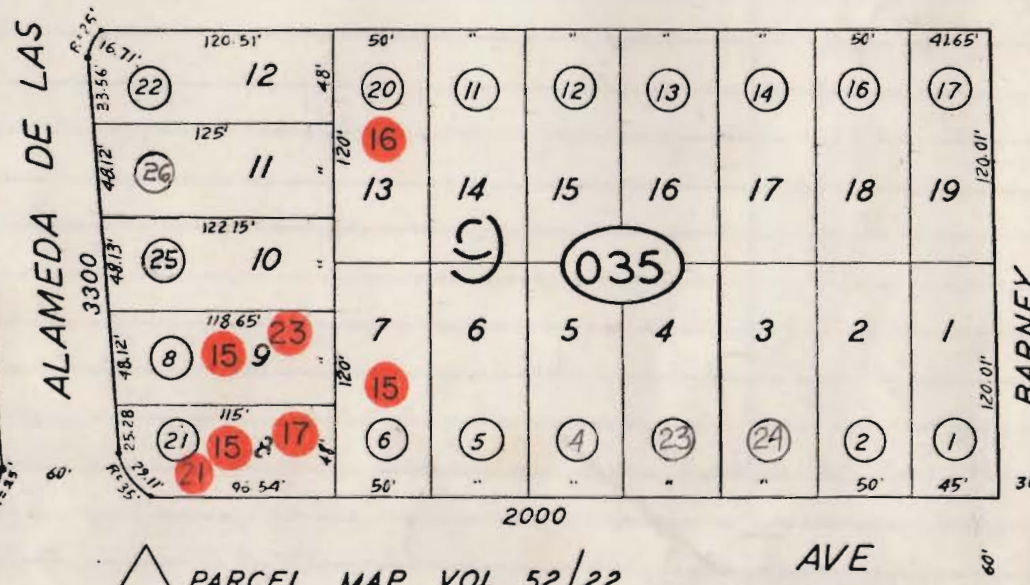 ALAMEDA DE LAS
3300
R=25'
16.71'
33.56
48.12'
48.13'
48.12'
25.28
29.11'
R=35'
60'
120.51' 50' " " " 50' 41.65'
22 12 48' 20 11 12 13 14 16 17
16
125'
26 11 " 120' 13 14 15 16 17 18 19 120.01'
122.15'
25 10 "
035
118.65'
8 15 9 23 " 7 6 5 4 3 2 1
120' 15 120.01'
115'
21 15 8 17 48' 6 5 4 23 24 2 1
21
96.54' 50' " " " " 50' 45'
2000
BARNEY
AVE
60'
PARCEL MAP VOL 52/22